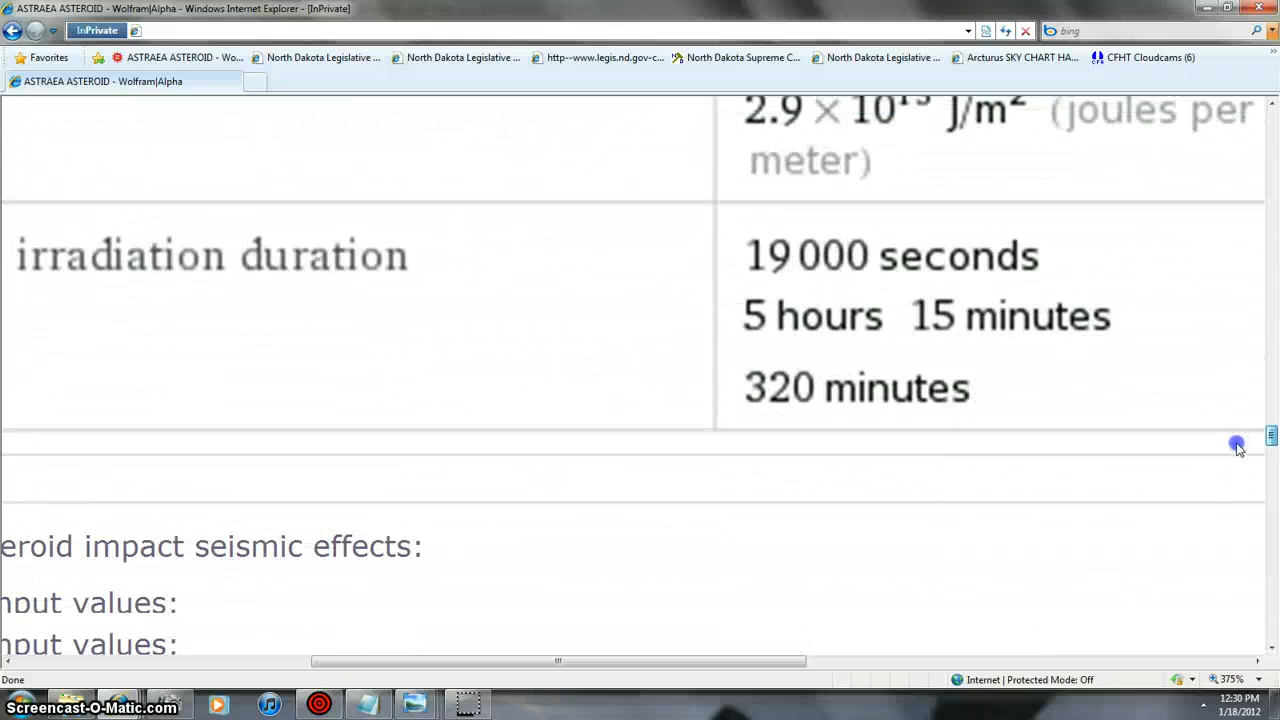 ASTRAEA ASTEROID - Wolfram|Alpha - Windows Internet Explorer - [InPrivate]
InPrivate
bing
Favorites
ASTRAEA ASTEROID - Wo...
North Dakota Legislative ...
North Dakota Legislative ...
http--www.legis.nd.gov-c...
North Dakota Supreme C...
North Dakota Legislative ...
Arcturus SKY CHART HA...
CFHT Cloudcams (6)
ASTRAEA ASTEROID - Wolfram|Alpha
J/m² (joules per
meter)
irradiation duration
19 000 seconds
5 hours 15 minutes
320 minutes
eroid impact seismic effects:
nput values:
nput values:
Done
Internet | Protected Mode: Off
375%
Screencast-O-Matic.com
12:30 PM
1/18/2012